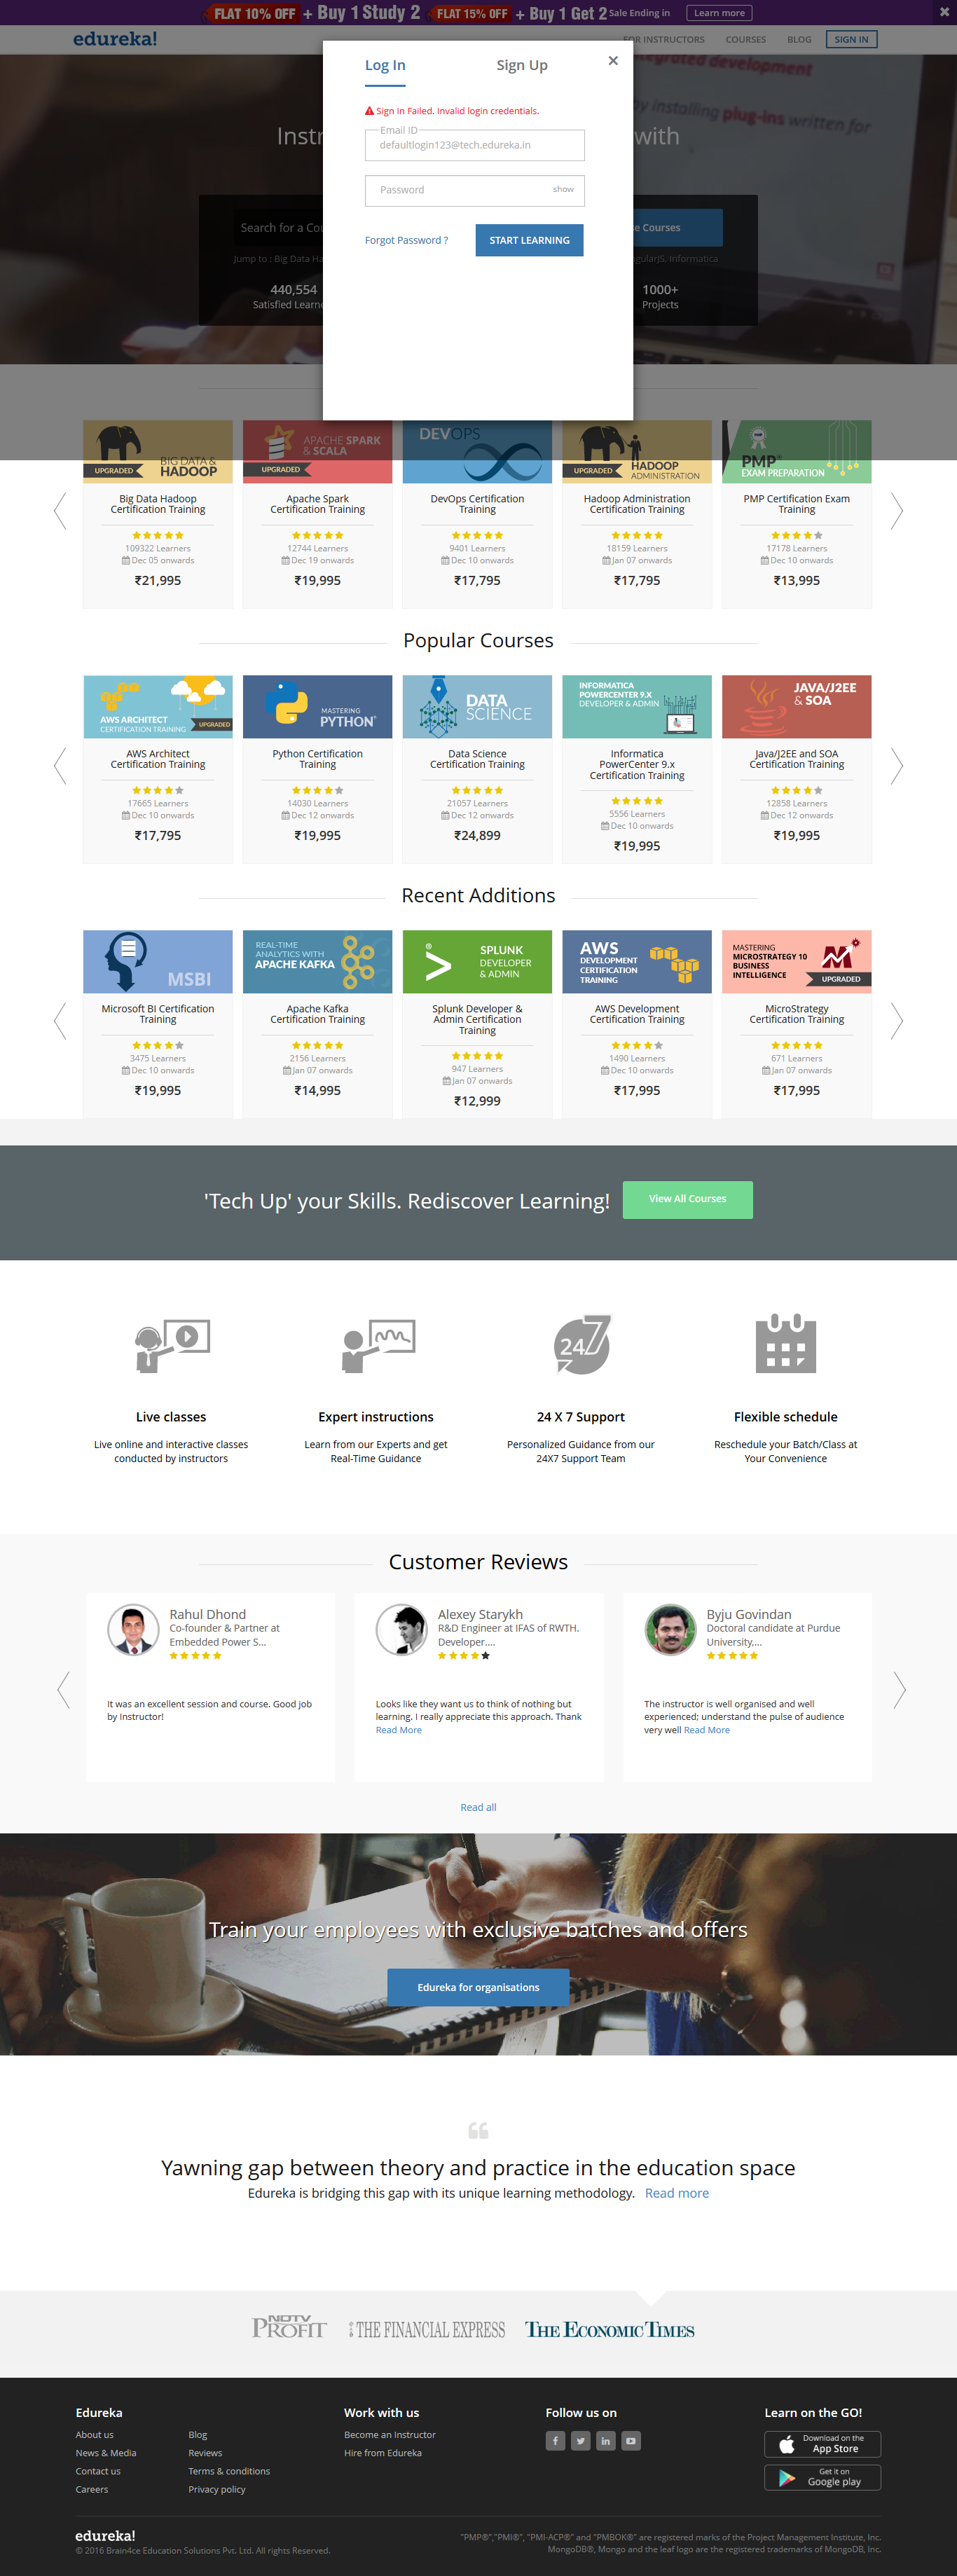 FLAT 10% OFF + Buy 1 Study 2 FLAT 15% OFF + Buy 1 Get 2 Sale Ending in Learn more
edureka!
FOR INSTRUCTORS COURSES BLOG SIGN IN
Log In Sign Up
Sign In Failed. Invalid login credentials.
Email ID
defaultlogin123@tech.edureka.in
Password show
Forgot Password ? START LEARNING
with
by installing plug-ins written for
Search for a
Courses
Jump to : Big Data
Informatica
440,554
1000+
Satisfied
Projects
BIG DATA & HADOOP UPGRADED
APACHE SPARK & SCALA UPGRADED
DEVOPS
HADOOP ADMINISTRATION UPGRADED
PMP® EXAM PREPARATION
Big Data Hadoop
Certification Training
109322 Learners
Dec 05 onwards
₹21,995
Apache Spark
Certification Training
12744 Learners
Dec 19 onwards
₹19,995
DevOps Certification
Training
9401 Learners
Dec 10 onwards
₹17,795
Hadoop Administration
Certification Training
18159 Learners
Jan 07 onwards
₹17,795
PMP Certification Exam
Training
17178 Learners
Dec 10 onwards
₹13,995
Popular Courses
AWS ARCHITECT
CERTIFICATION TRAINING UPGRADED
MASTERING
PYTHON®
DATA
SCIENCE
INFORMATICA
POWERCENTER 9.X
DEVELOPER & ADMIN
JAVA/J2EE
& SOA
AWS Architect
Certification Training
17665 Learners
Dec 10 onwards
₹17,795
Python Certification
Training
14030 Learners
Dec 12 onwards
₹19,995
Data Science
Certification Training
21057 Learners
Dec 12 onwards
₹24,899
Informatica
PowerCenter 9.x
Certification Training
5556 Learners
Dec 10 onwards
₹19,995
Java/J2EE and SOA
Certification Training
12858 Learners
Dec 12 onwards
₹19,995
Recent Additions
MSBI
REAL-TIME
ANALYTICS WITH
APACHE KAFKA
SPLUNK
DEVELOPER
& ADMIN
AWS
DEVELOPMENT
CERTIFICATION
TRAINING
MASTERING
MICROSTRATEGY 10
BUSINESS
INTELLIGENCE UPGRADED
Microsoft BI Certification
Training
3475 Learners
Dec 10 onwards
₹19,995
Apache Kafka
Certification Training
2156 Learners
Jan 07 onwards
₹14,995
Splunk Developer &
Admin Certification
Training
947 Learners
Jan 07 onwards
₹12,999
AWS Development
Certification Training
1490 Learners
Dec 10 onwards
₹17,995
MicroStrategy
Certification Training
671 Learners
Jan 07 onwards
₹17,995
'Tech Up' your Skills. Rediscover Learning! View All Courses
24/7
Live classes
Live online and interactive classes
conducted by instructors
Expert instructions
Learn from our Experts and get
Real-Time Guidance
24 X 7 Support
Personalized Guidance from our
24X7 Support Team
Flexible schedule
Reschedule your Batch/Class at
Your Convenience
Customer Reviews
Rahul Dhond
Co-founder & Partner at
Embedded Power S...
It was an excellent session and course. Good job
by Instructor!
Alexey Starykh
R&D Engineer at IFAS of RWTH.
Developer....
Looks like they want us to think of nothing but
learning. I really appreciate this approach. Thank
Read More
Byju Govindan
Doctoral candidate at Purdue
University....
The instructor is well organised and well
experienced; understand the pulse of audience
very well Read More
Read all
Train your employees with exclusive batches and offers
Edureka for organisations
Yawning gap between theory and practice in the education space
Edureka is bridging this gap with its unique learning methodology. Read more
NDTV PROFIT THE FINANCIAL EXPRESS THE ECONOMIC TIMES
Edureka
About us Blog
News & Media Reviews
Contact us Terms & conditions
Careers Privacy policy
Work with us
Become an Instructor
Hire from Edureka
Follow us on
Learn on the GO!
Download on the
App Store
Get it on
Google play
edureka!
© 2016 Brain4ce Education Solutions Pvt. Ltd. All rights Reserved.
"PMP®","PMI®", "PMI-ACP®" and "PMBOK®" are registered marks of the Project Management Institute, Inc.
MongoDB®, Mongo and the leaf logo are the registered trademarks of MongoDB, Inc.